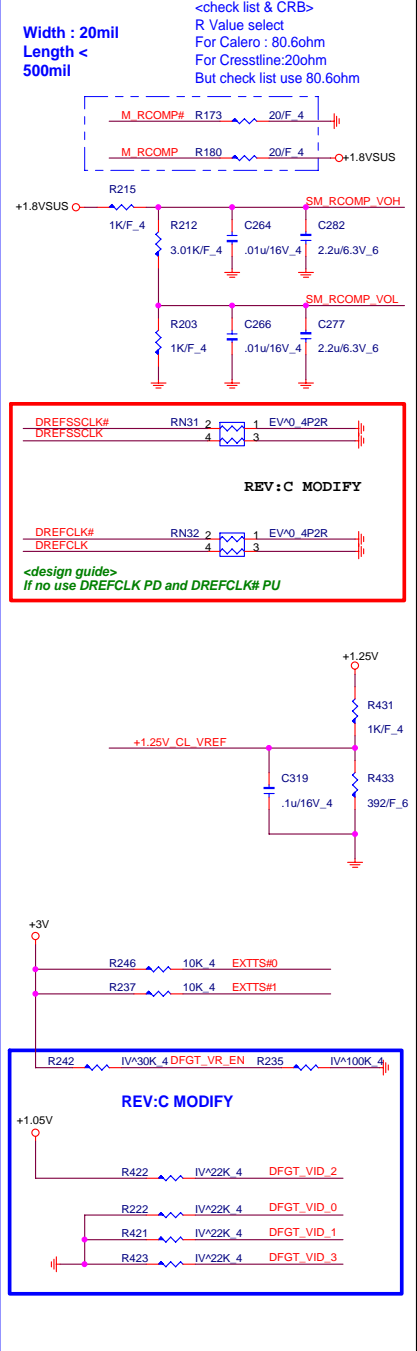 <check list & CRB>
R Value select
For Calero : 80.6ohm
For Cresstline:20ohm
But check list use 80.6ohm
Width : 20mil
Length <
500mil
M_RCOMP# R173 20/F_4
M_RCOMP R180 20/F_4 +1.8VSUS
R215
+1.8VSUS SM_RCOMP_VOH
1K/F_4 R212 C264 C282
3.01K/F_4 .01u/16V_4 2.2u/6.3V_6
SM_RCOMP_VOL
R203 C266 C277
1K/F_4 .01u/16V_4 2.2u/6.3V_6
DREFSSCLK# RN31 2 1 EV^0_4P2R
DREFSSCLK 4 3
REV:C MODIFY
DREFCLK# RN32 2 1 EV^0_4P2R
DREFCLK 4 3
<design guide>
If no use DREFCLK PD and DREFCLK# PU
+1.25V
R431
1K/F_4
+1.25V_CL_VREF
C319 R433
.1u/16V_4 392/F_6
+3V
R246 10K_4 EXTTS#0
R237 10K_4 EXTTS#1
R242 IV^30K_4 DFGT_VR_EN R235 IV^100K_4
REV:C MODIFY
+1.05V
R422 IV^22K_4 DFGT_VID_2
R222 IV^22K_4 DFGT_VID_0
R421 IV^22K_4 DFGT_VID_1
R423 IV^22K_4 DFGT_VID_3